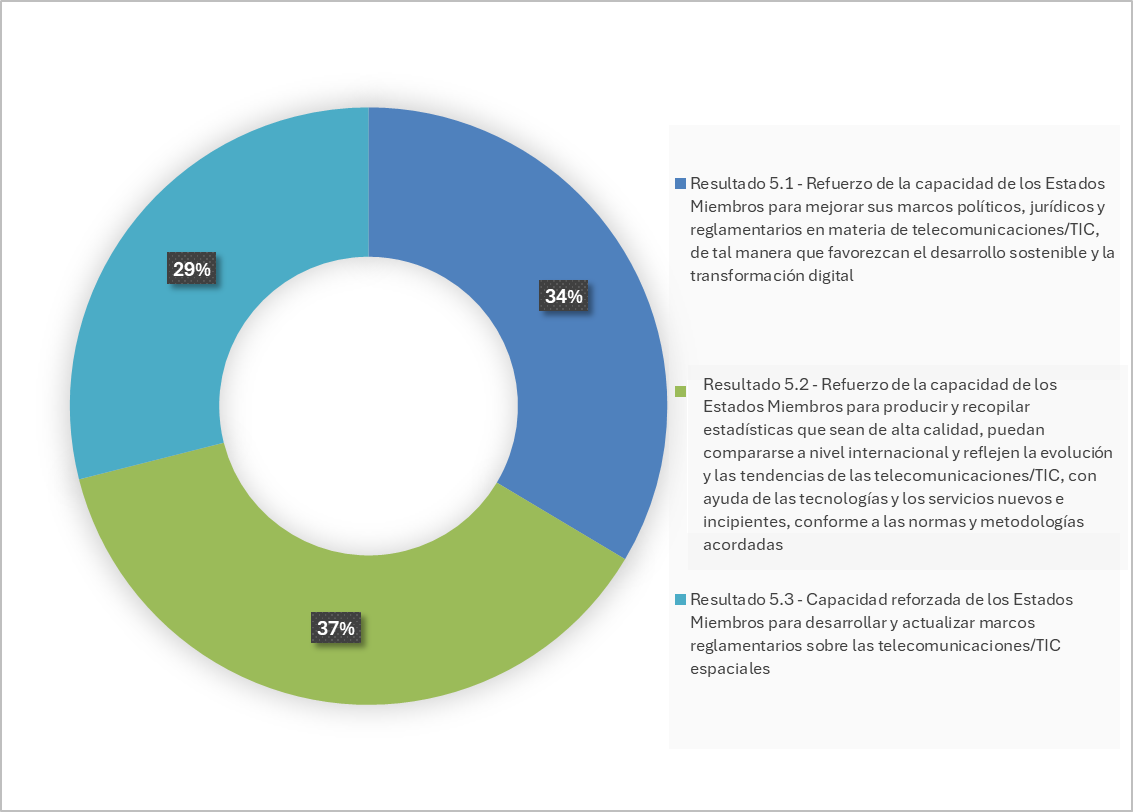 29%
34%
37%
Resultado 5.1 - Refuerzo de la capacidad de los Estados
Miembros para mejorar sus marcos políticos, jurídicos y
reglamentarios en materia de telecomunicaciones/TIC,
de tal manera que favorezcan el desarrollo sostenible y la
transformación digital
Resultado 5.2 - Refuerzo de la capacidad de los
Estados Miembros para producir y recopilar
estadísticas que sean de alta calidad, puedan
compararse a nivel internacional y reflejen la evolución
y las tendencias de las telecomunicaciones/TIC, con
ayuda de las tecnologías y los servicios nuevos e
incipientes, conforme a las normas y metodologías
acordadas
Resultado 5.3 - Capacidad reforzada de los Estados
Miembros para desarrollar y actualizar marcos
reglamentarios sobre las telecomunicaciones/TIC
espaciales